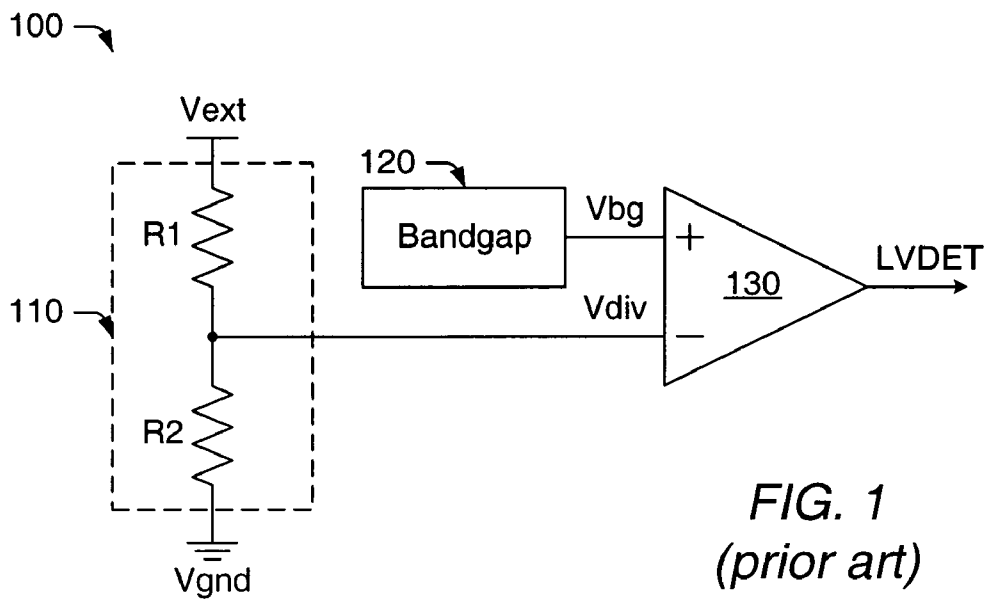 100
Vext
120
Bandgap
Vbg
+
R1
130
LVDET
110
Vdiv
−
R2
Vgnd
FIG. 1
(prior art)